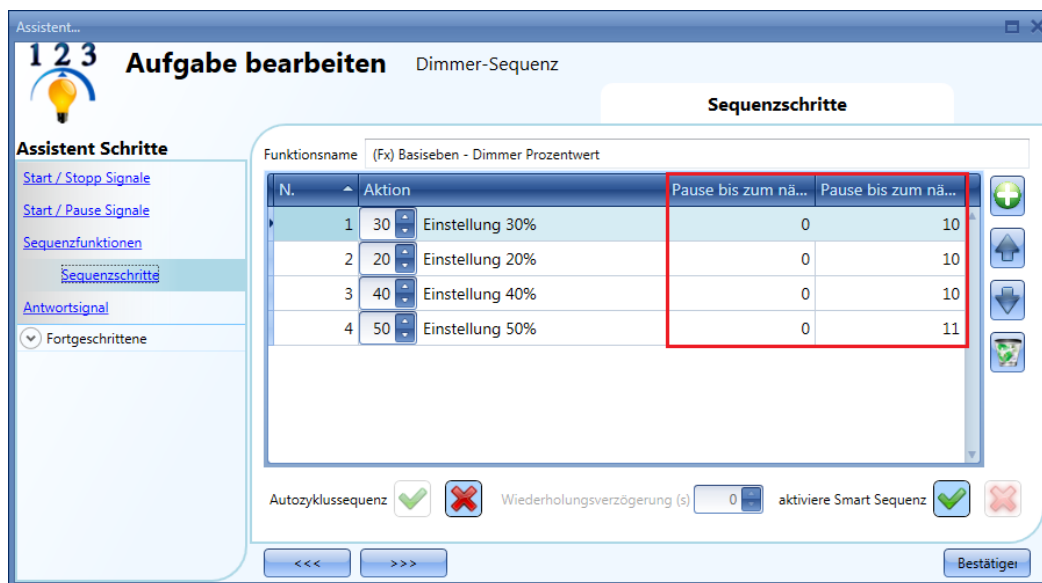 Assistent...
1 2 3
Aufgabe bearbeiten Dimmer-Sequenz
Sequenzschritte
Assistent Schritte
Start / Stopp Signale
Start / Pause Signale
Sequenzfunktionen
Sequenzschritte
Antwortsignal
Fortgeschrittene
Funktionsname (Fx) Basiseben - Dimmer Prozentwert
N. Aktion Pause bis zum nä... Pause bis zum nä...
1 30 Einstellung 30% 0 10
2 20 Einstellung 20% 0 10
3 40 Einstellung 40% 0 10
4 50 Einstellung 50% 0 11
Autozyklussequenz Wiederholungsverzögerung (s) 0 aktiviere Smart Sequenz
<<< >>> Bestätiger